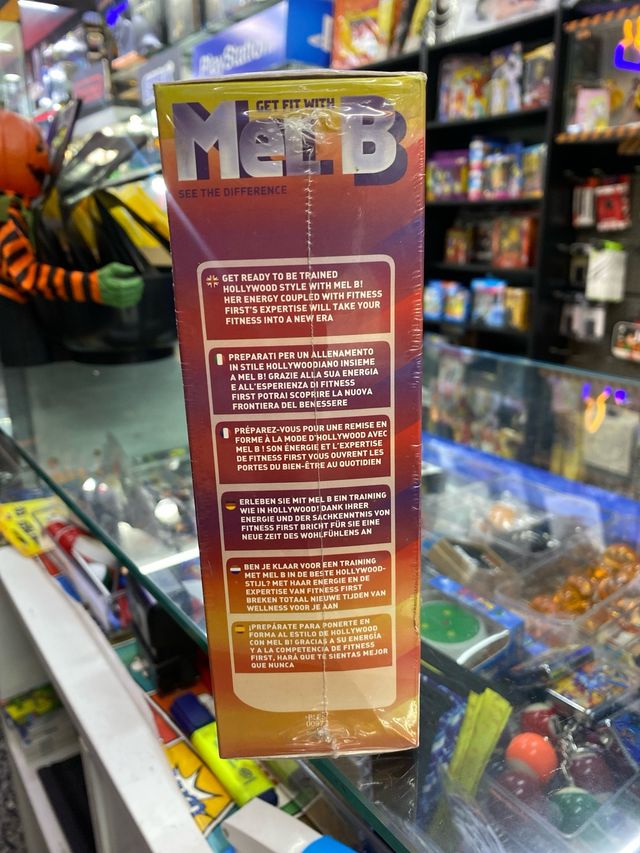 PlayStation
GET FIT WITH
MEL B
SEE THE DIFFERENCE
GET READY TO BE TRAINED
HOLLYWOOD STYLE WITH MEL B!
HER ENERGY COUPLED WITH FITNESS
FIRST'S EXPERTISE WILL TAKE YOUR
FITNESS INTO A NEW ERA
PREPARATI PER UN ALLENAMENTO
IN STILE HOLLYWOODIANO INSIEME
A MEL B! GRAZIE ALLA SUA ENERGIA
E ALL'ESPERIENZA DI FITNESS
FIRST POTRAI SCOPRIRE LA NUOVA
FRONTIERA DEL BENESSERE
PRÉPAREZ-VOUS POUR UNE REMISE EN
FORME À LA MODE D'HOLLYWOOD AVEC
MEL B ! SON ÉNERGIE ET L'EXPERTISE
DE FITNESS FIRST VOUS OUVRENT LES
PORTES DU BIEN-ÊTRE AU QUOTIDIEN
ERLEBEN SIE MIT MEL B EIN TRAINING
WIE IN HOLLYWOOD! DANK IHRER
ENERGIE UND DER SACHKENNTNIS VON
FITNESS FIRST BRICHT FÜR SIE EINE
NEUE ZEIT DES WOHLFÜHLENS AN
BEN JE KLAAR VOOR EEN TRAINING
MET MEL B IN DE BESTE HOLLYWOOD-
STIJL? MET HAAR ENERGIE EN DE
EXPERTISE VAN FITNESS FIRST
BREKEN TOTAAL NIEUWE TIJDEN VAN
WELLNESS VOOR JE AAN
¡PREPÁRATE PARA PONERTE EN
FORMA AL ESTILO DE HOLLYWOOD
CON MEL B! GRACIAS A SU ENERGÍA
Y A LA COMPETENCIA DE FITNESS
FIRST, HARÁ QUE TE SIENTAS MEJOR
QUE NUNCA